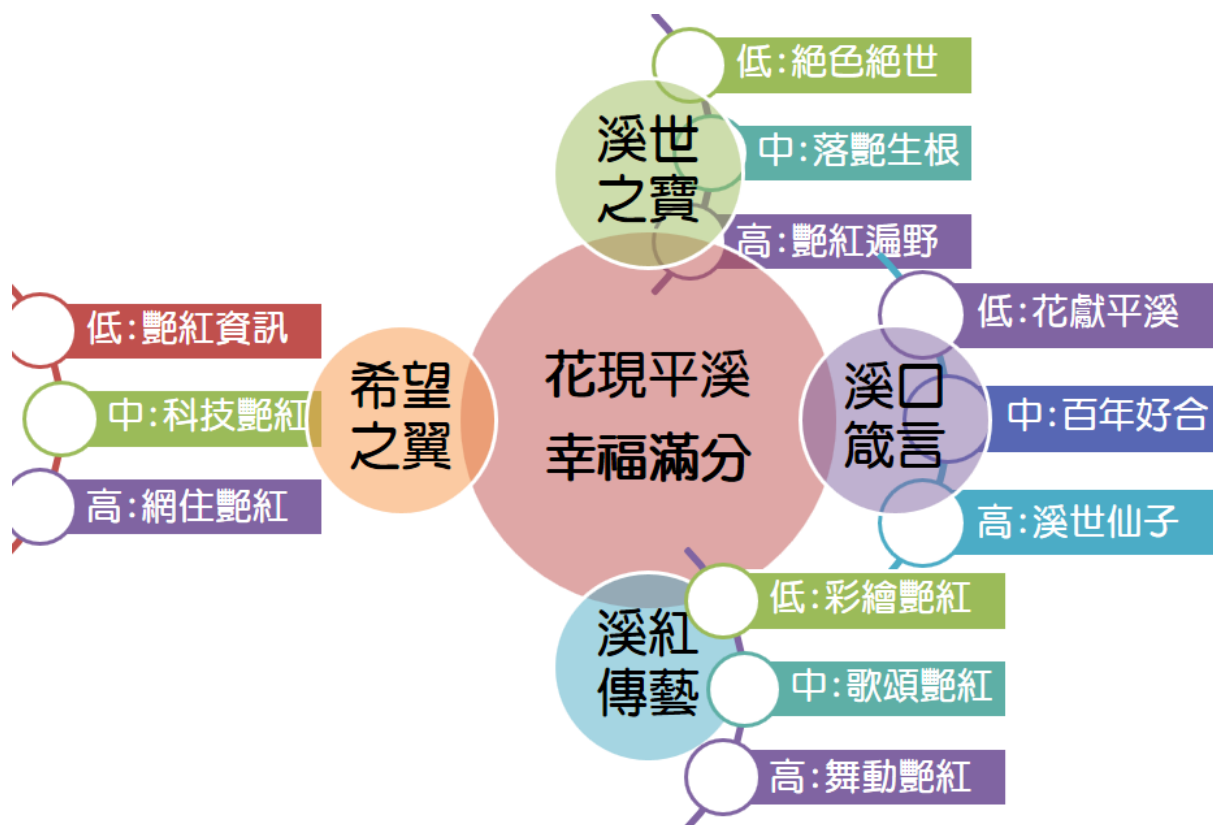 溪世
之寶
低:絕色絕世
中:落艷生根
高:艷紅遍野
希望
之翼
低:艷紅資訊
中:科技艷紅
高:網住艷紅
花現平溪
幸福滿分
溪口
箴言
低:花獻平溪
中:百年好合
高:溪世仙子
溪紅
傳藝
低:彩繪艷紅
中:歌頌艷紅
高:舞動艷紅